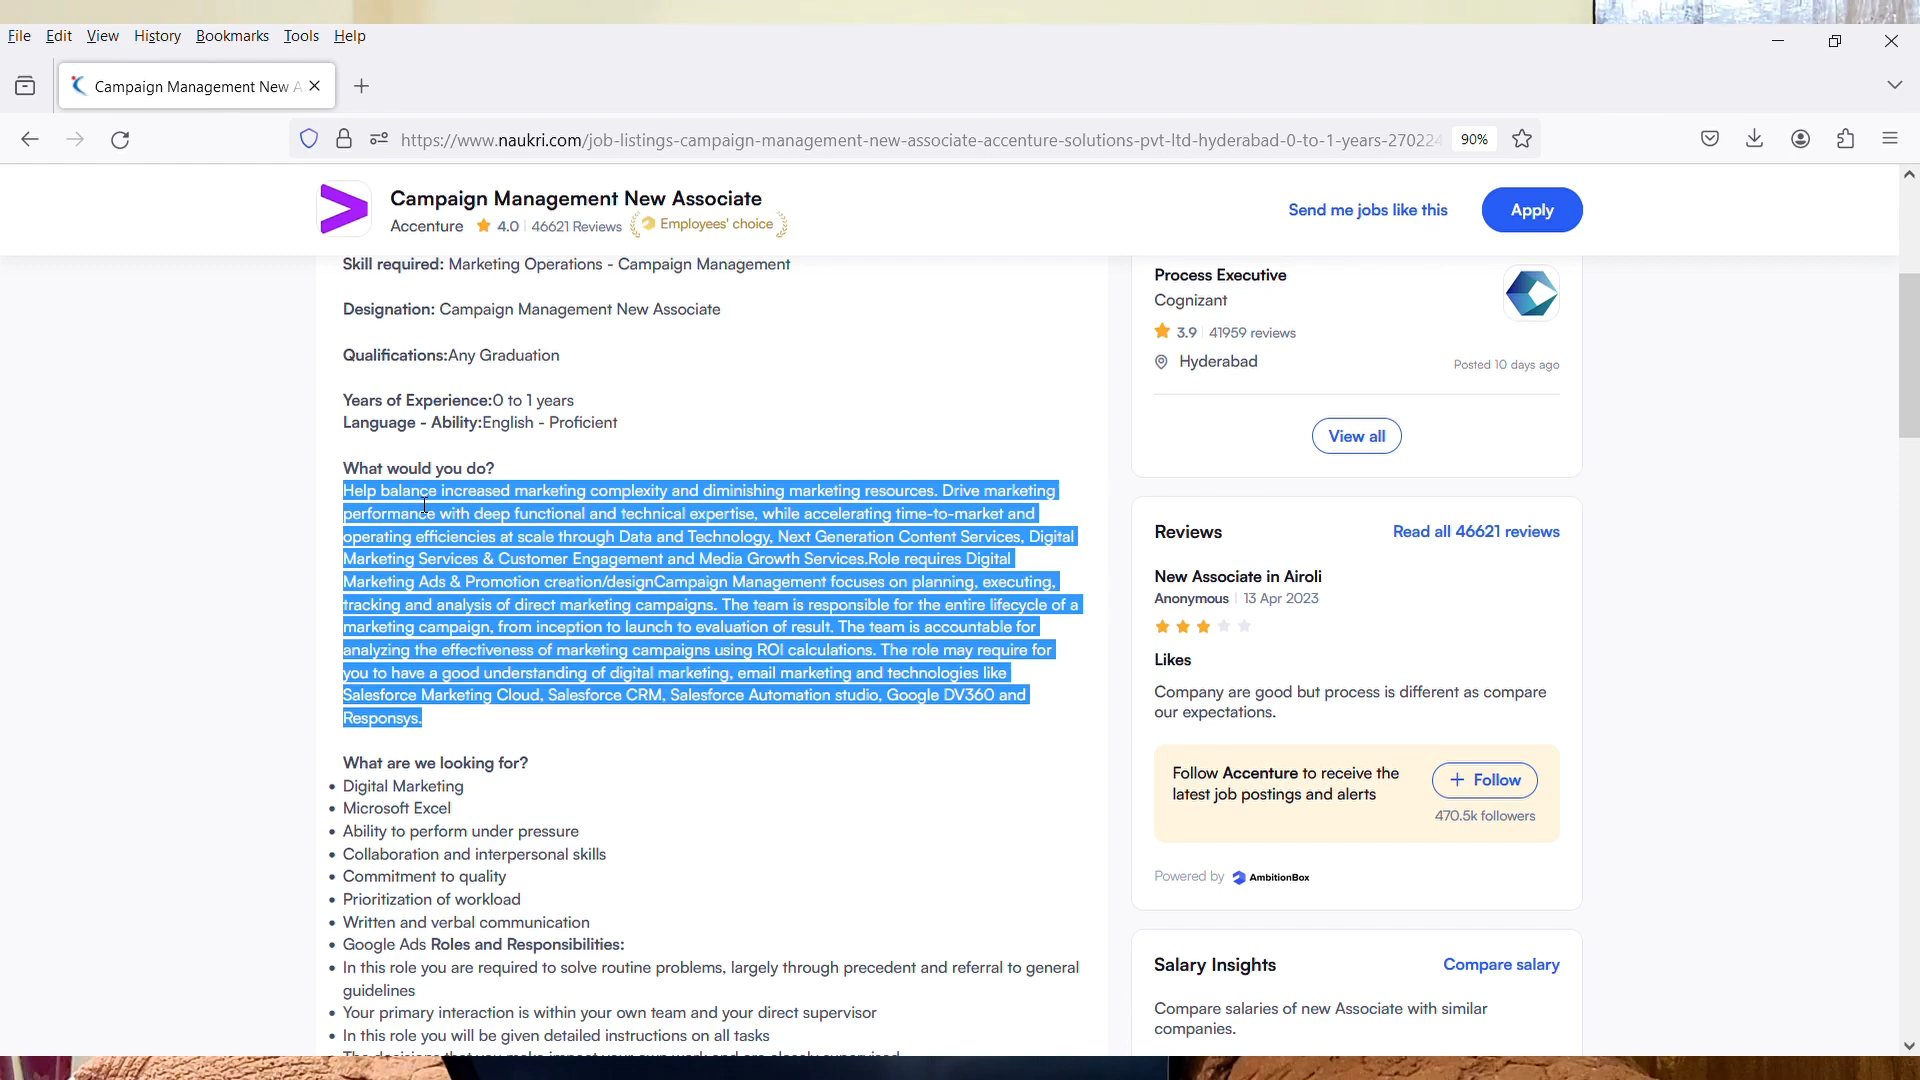 File Edit View History Bookmarks Tools Help
Campaign Management New A
https://www.naukri.com/job-listings-campaign-management-new-associate-accenture-solutions-pvt-ltd-hyderabad-0-to-1-years-270224
90%
Campaign Management New Associate
Accenture 4.0 46621 Reviews Employees' choice
Send me jobs like this
Apply
Skill required: Marketing Operations - Campaign Management
Designation: Campaign Management New Associate
Qualifications:Any Graduation
Years of Experience:0 to 1 years
Language - Ability:English - Proficient
What would you do?
Help balance increased marketing complexity and diminishing marketing resources. Drive marketing
performance with deep functional and technical expertise, while accelerating time-to-market and
operating efficiencies at scale through Data and Technology, Next Generation Content Services, Digital
Marketing Services & Customer Engagement and Media Growth Services.Role requires Digital
Marketing Ads & Promotion creation/designCampaign Management focuses on planning, executing,
tracking and analysis of direct marketing campaigns. The team is responsible for the entire lifecycle of a
marketing campaign, from inception to launch to evaluation of result. The team is accountable for
analyzing the effectiveness of marketing campaigns using ROI calculations. The role may require for
you to have a good understanding of digital marketing, email marketing and technologies like
Salesforce Marketing Cloud, Salesforce CRM, Salesforce Automation studio, Google DV360 and
Responsys.
What are we looking for?
• Digital Marketing
• Microsoft Excel
• Ability to perform under pressure
• Collaboration and interpersonal skills
• Commitment to quality
• Prioritization of workload
• Written and verbal communication
• Google Ads Roles and Responsibilities:
• In this role you are required to solve routine problems, largely through precedent and referral to general
guidelines
• Your primary interaction is within your own team and your direct supervisor
• In this role you will be given detailed instructions on all tasks
• The decisions that you make impact your own work and are closely supervised
Process Executive
Cognizant
3.9 41959 reviews
Hyderabad
Posted 10 days ago
View all
Reviews
Read all 46621 reviews
New Associate in Airoli
Anonymous 13 Apr 2023
Likes
Company are good but process is different as compare
our expectations.
Follow Accenture to receive the
latest job postings and alerts
+ Follow
470.5k followers
Powered by AmbitionBox
Salary Insights
Compare salary
Compare salaries of new Associate with similar
companies.